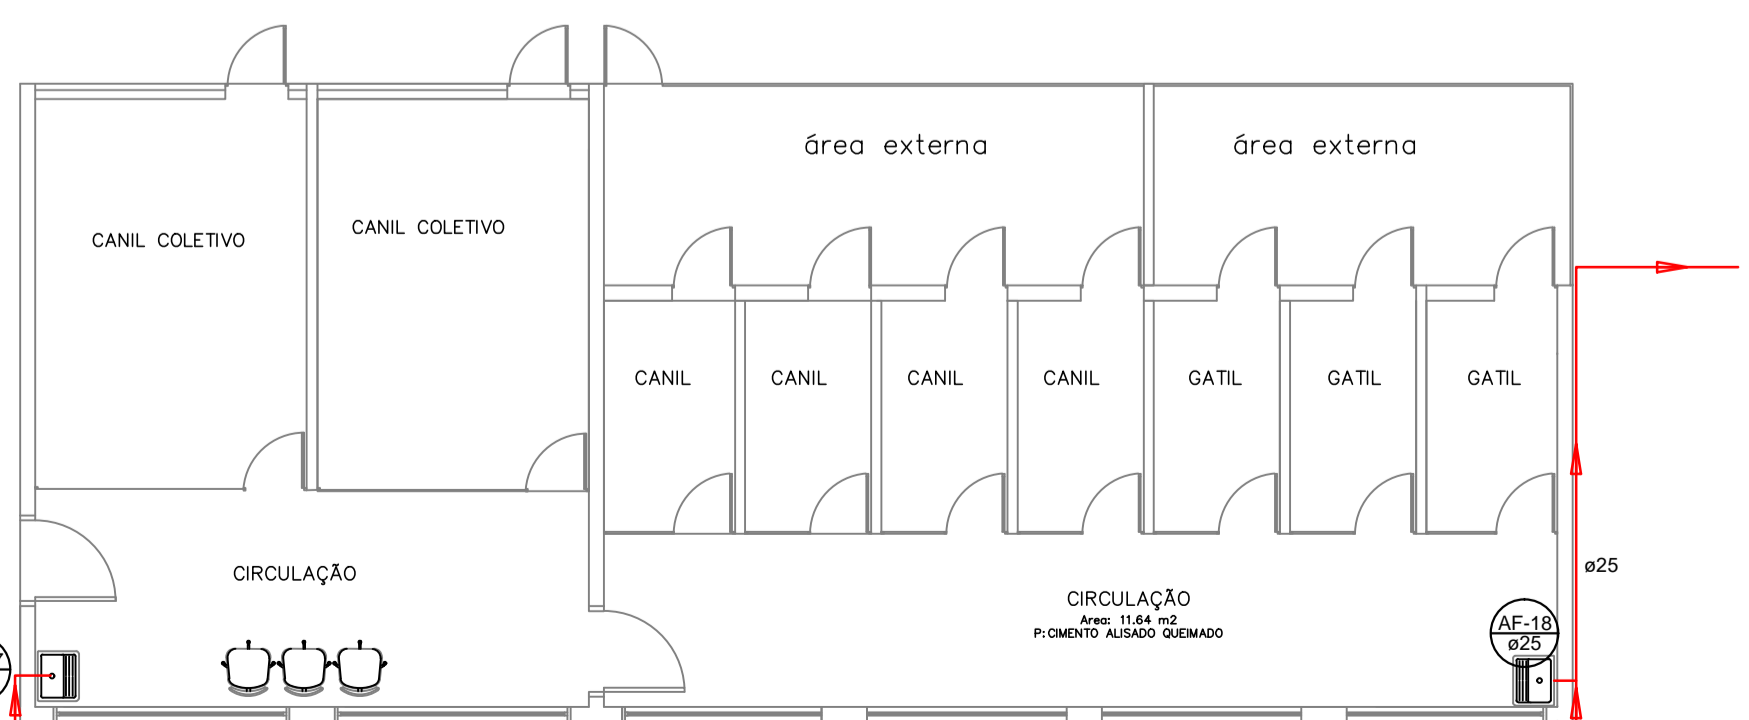 área externa
área externa
CANIL COLETIVO
CANIL COLETIVO
CANIL
CANIL
CANIL
CANIL
GATIL
GATIL
GATIL
CIRCULAÇÃO
CIRCULAÇÃO
Area: 11.64 m2
P:CIMENTO ALISADO QUEIMADO
ø25
AF-18
ø25